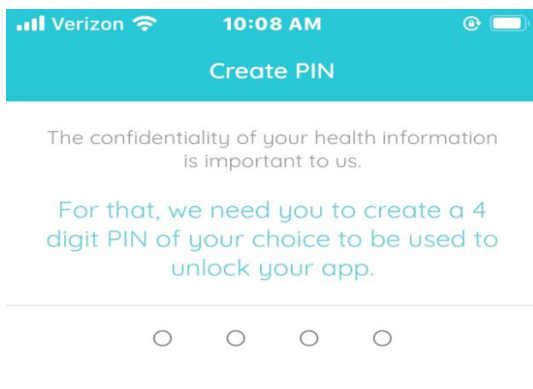 Verizon 10:08 AM
Create PIN
The confidentiality of your health information
is important to us.
For that, we need you to create a 4
digit PIN of your choice to be used to
unlock your app.